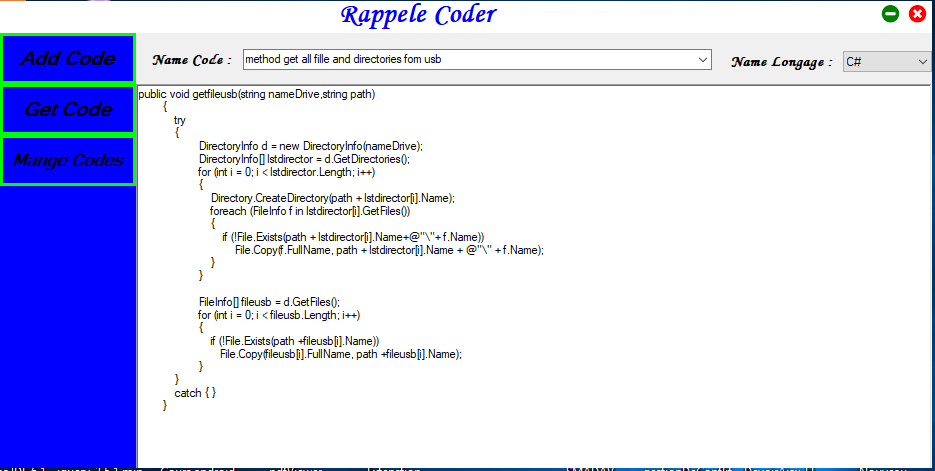 Rappele Coder
Add Code
Name Code :
method get all fille and directories fom usb
Name Longage :
C#
Get Code
Mange Codes
public void getfileusb(string nameDrive,string path)
{
try
{
DirectoryInfo d = new DirectoryInfo(nameDrive);
DirectoryInfo[] lstdirector = d.GetDirectories();
for (int i = 0; i < lstdirector.Length; i++)
{
Directory.CreateDirectory(path + lstdirector[i].Name);
foreach (FileInfo f in lstdirector[i].GetFiles())
{
if (!File.Exists(path + lstdirector[i].Name+@"\"+ f.Name))
File.Copy(f.FullName, path + lstdirector[i].Name + @"\" + f.Name);
}
}
FileInfo[] fileusb = d.GetFiles();
for (int i = 0; i < fileusb.Length; i++)
{
if (!File.Exists(path +fileusb[i].Name))
File.Copy(fileusb[i].FullName, path +fileusb[i].Name);
}
}
catch { }
}